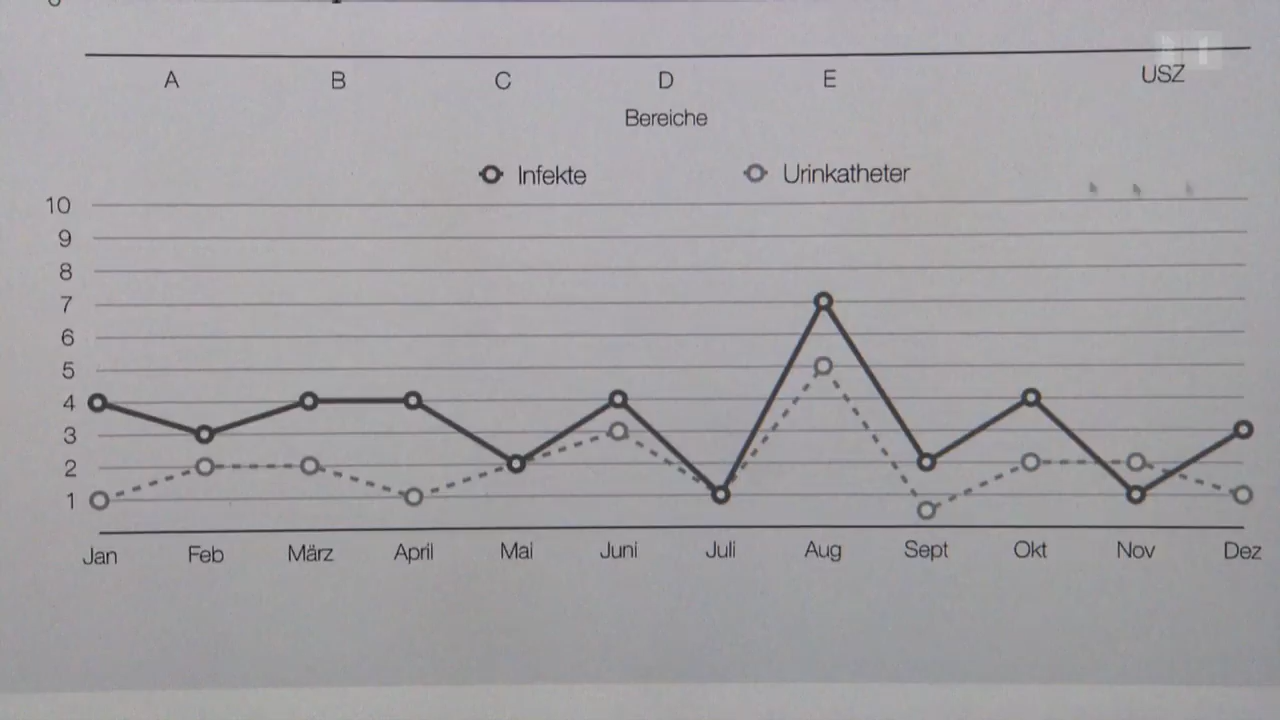 A B C D E USZ
Bereiche
Infekte Urinkatheter
10
9
8
7
6
5
4
3
2
1
Jan Feb März April Mai Juni Juli Aug Sept Okt Nov Dez